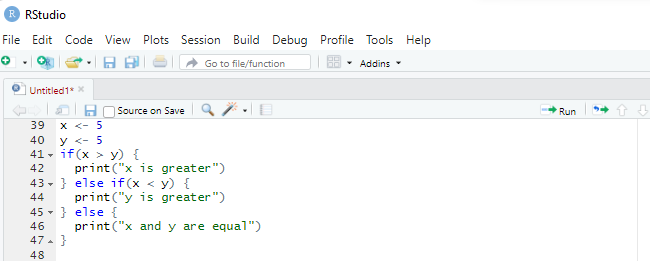 RStudio
File Edit Code View Plots Session Build Debug Profile Tools Help
Go to file/function Addins
Untitled1*
Source on Save Run
39 x <- 5
40 y <- 5
41 if(x > y) {
42   print("x is greater")
43 } else if(x < y) {
44   print("y is greater")
45 } else {
46   print("x and y are equal")
47 }
48